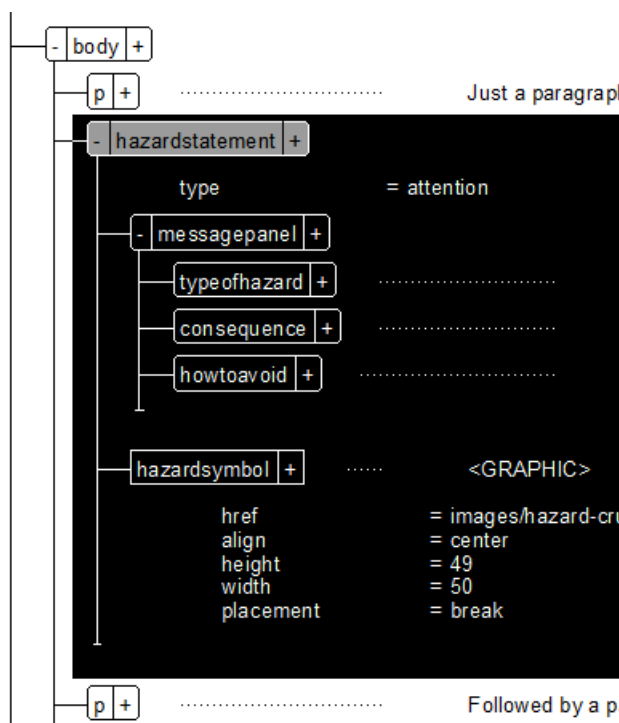 - body +
p + Just a paragraph
- hazardstatement +
type = attention
- messagepanel +
typeofhazard +
consequence +
howtoavoid +
hazardsymbol + <GRAPHIC>
href = images/hazard-cru
align = center
height = 49
width = 50
placement = break
p + Followed by a p